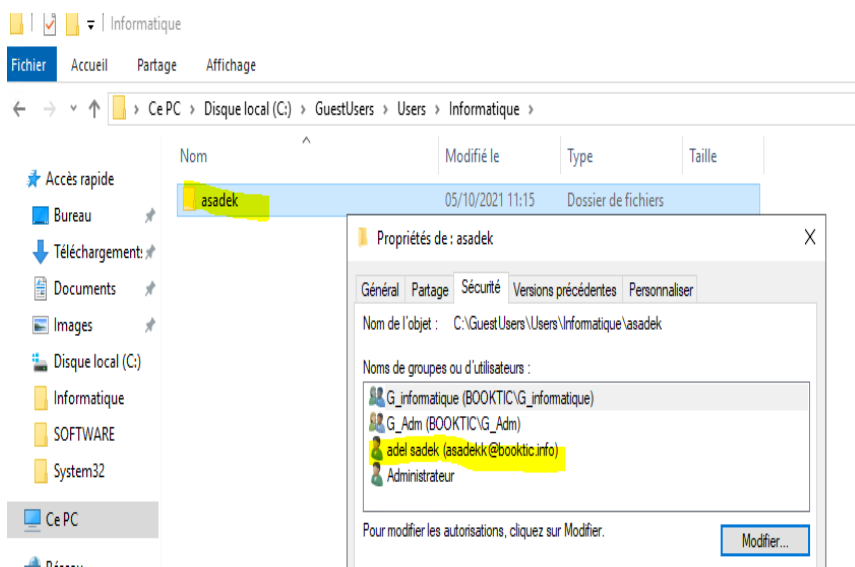 Informatique
Fichier Accueil Partage Affichage
Ce PC > Disque local (C:) > GuestUsers > Users > Informatique >
Nom Modifié le Type Taille
Accès rapide
asadek 05/10/2021 11:15 Dossier de fichiers
Bureau
Propriétés de : asadek
Téléchargement:
Général Partage Sécurité Versions précédentes Personnaliser
Documents
Nom de l'objet : C:\GuestUsers\Users\Informatique\asadek
Images
Disque local (C:)
Noms de groupes ou d'utilisateurs :
Informatique
G_informatique (BOOKTIC\G_informatique)
G_Adm (BOOKTIC\G_Adm)
SOFTWARE
adel sadek (asadekk@booktic.info)
System32
Administrateur
Ce PC
Pour modifier les autorisations, cliquez sur Modifier.
Modifier...
Réseau